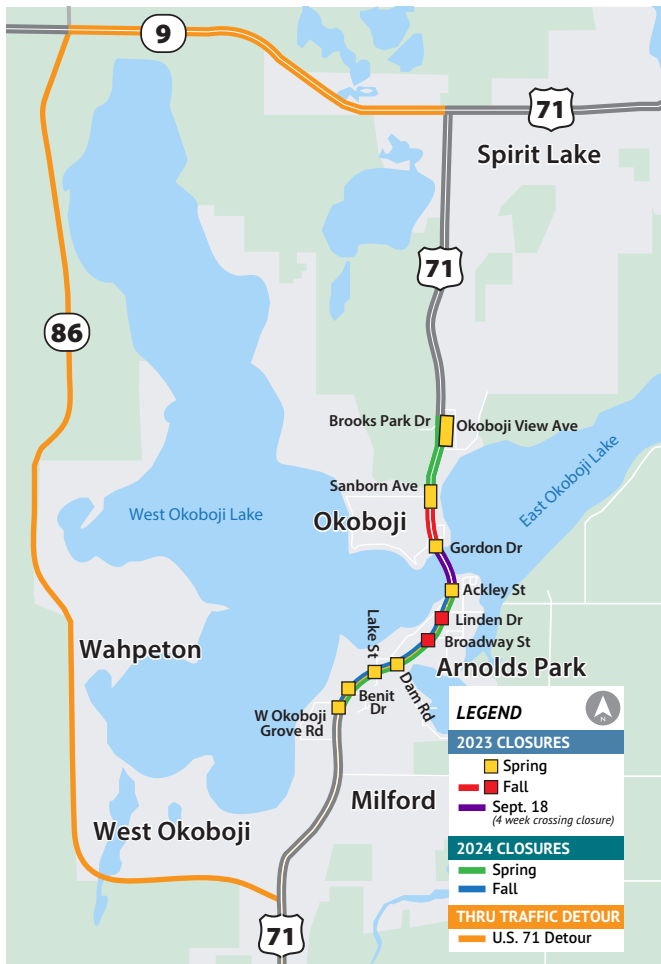 9
71
Spirit Lake
71
86
Brooks Park Dr
Okoboji View Ave
Sanborn Ave
East Okoboji Lake
West Okoboji Lake
Okoboji
Gordon Dr
Ackley St
Linden Dr
Lake St
Broadway St
Wahpeton
Arnolds Park
Dam Rd
Benit
Dr
W Okoboji
Grove Rd
Milford
West Okoboji
71
LEGEND
N
2023 CLOSURES
Spring
Fall
Sept. 18
(4 week crossing closure)
2024 CLOSURES
Spring
Fall
THRU TRAFFIC DETOUR
U.S. 71 Detour